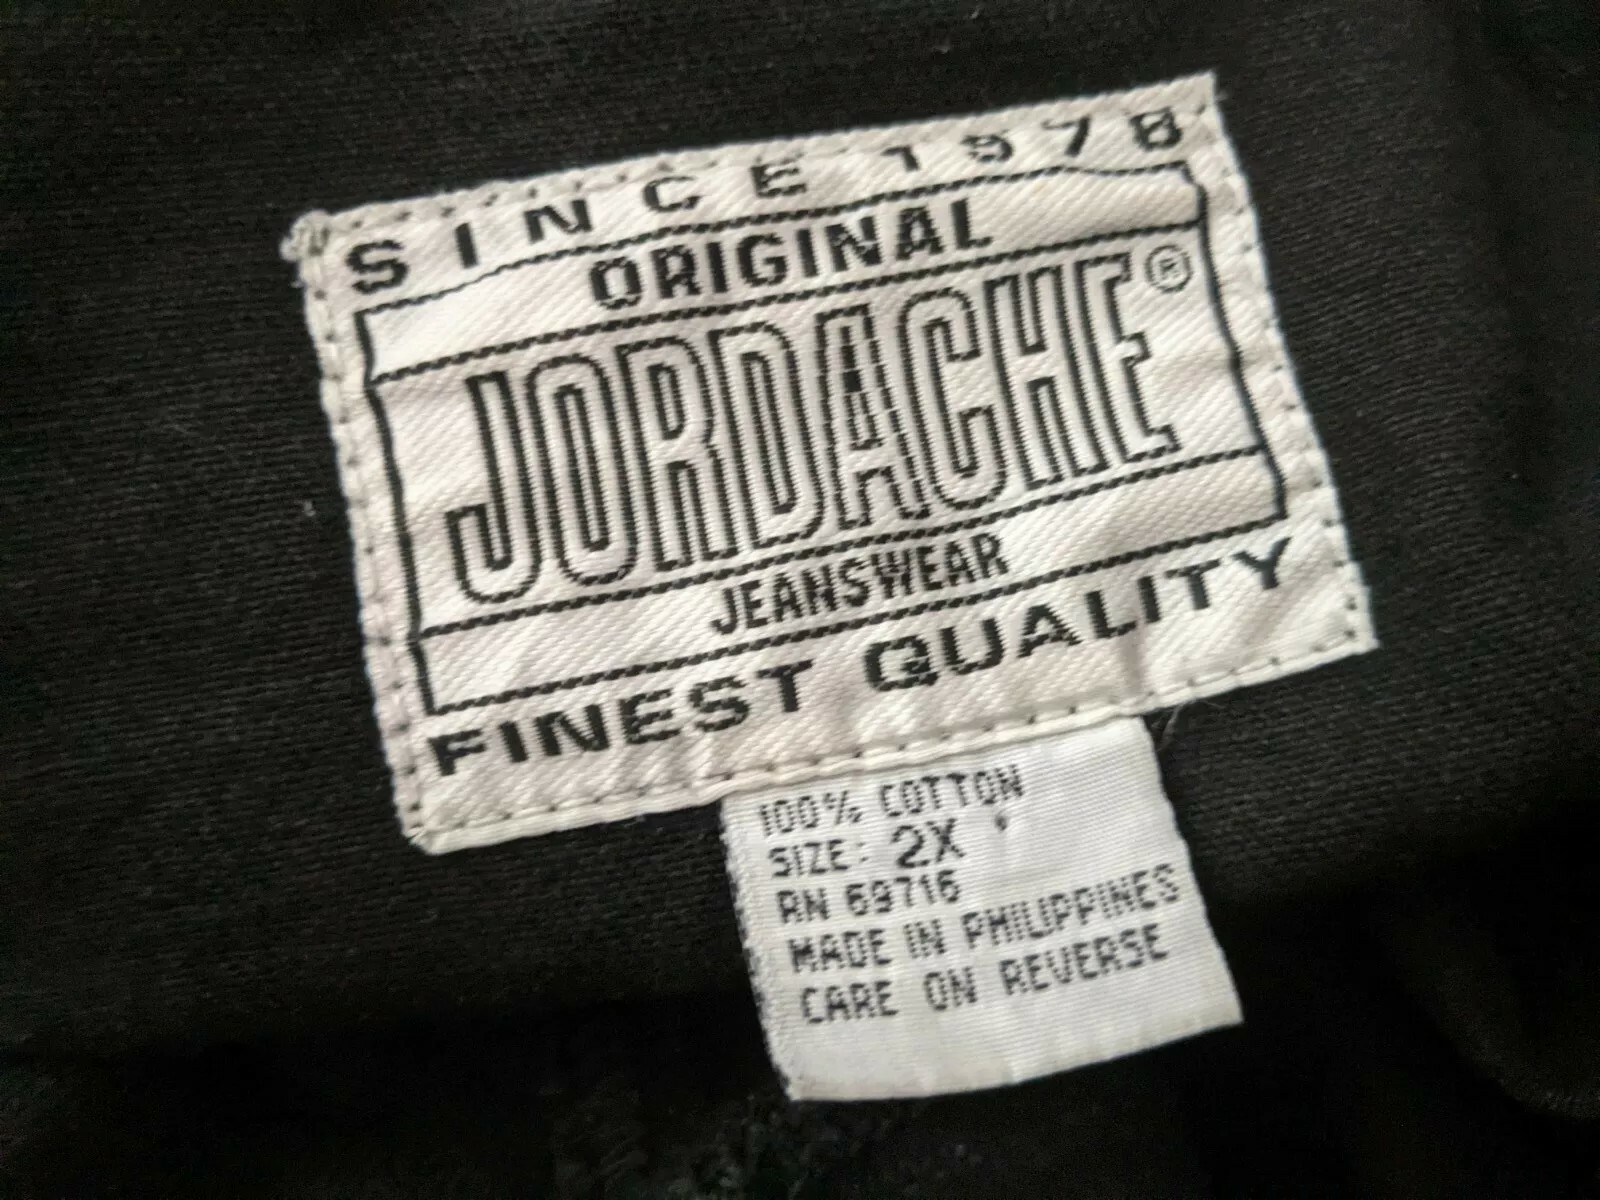 SINCE 1978
ORIGINAL
JORDACHE®
JEANSWEAR
FINEST QUALITY
100% COTTON
SIZE: 2X
RN 69716
MADE IN PHILIPPINES
CARE ON REVERSE